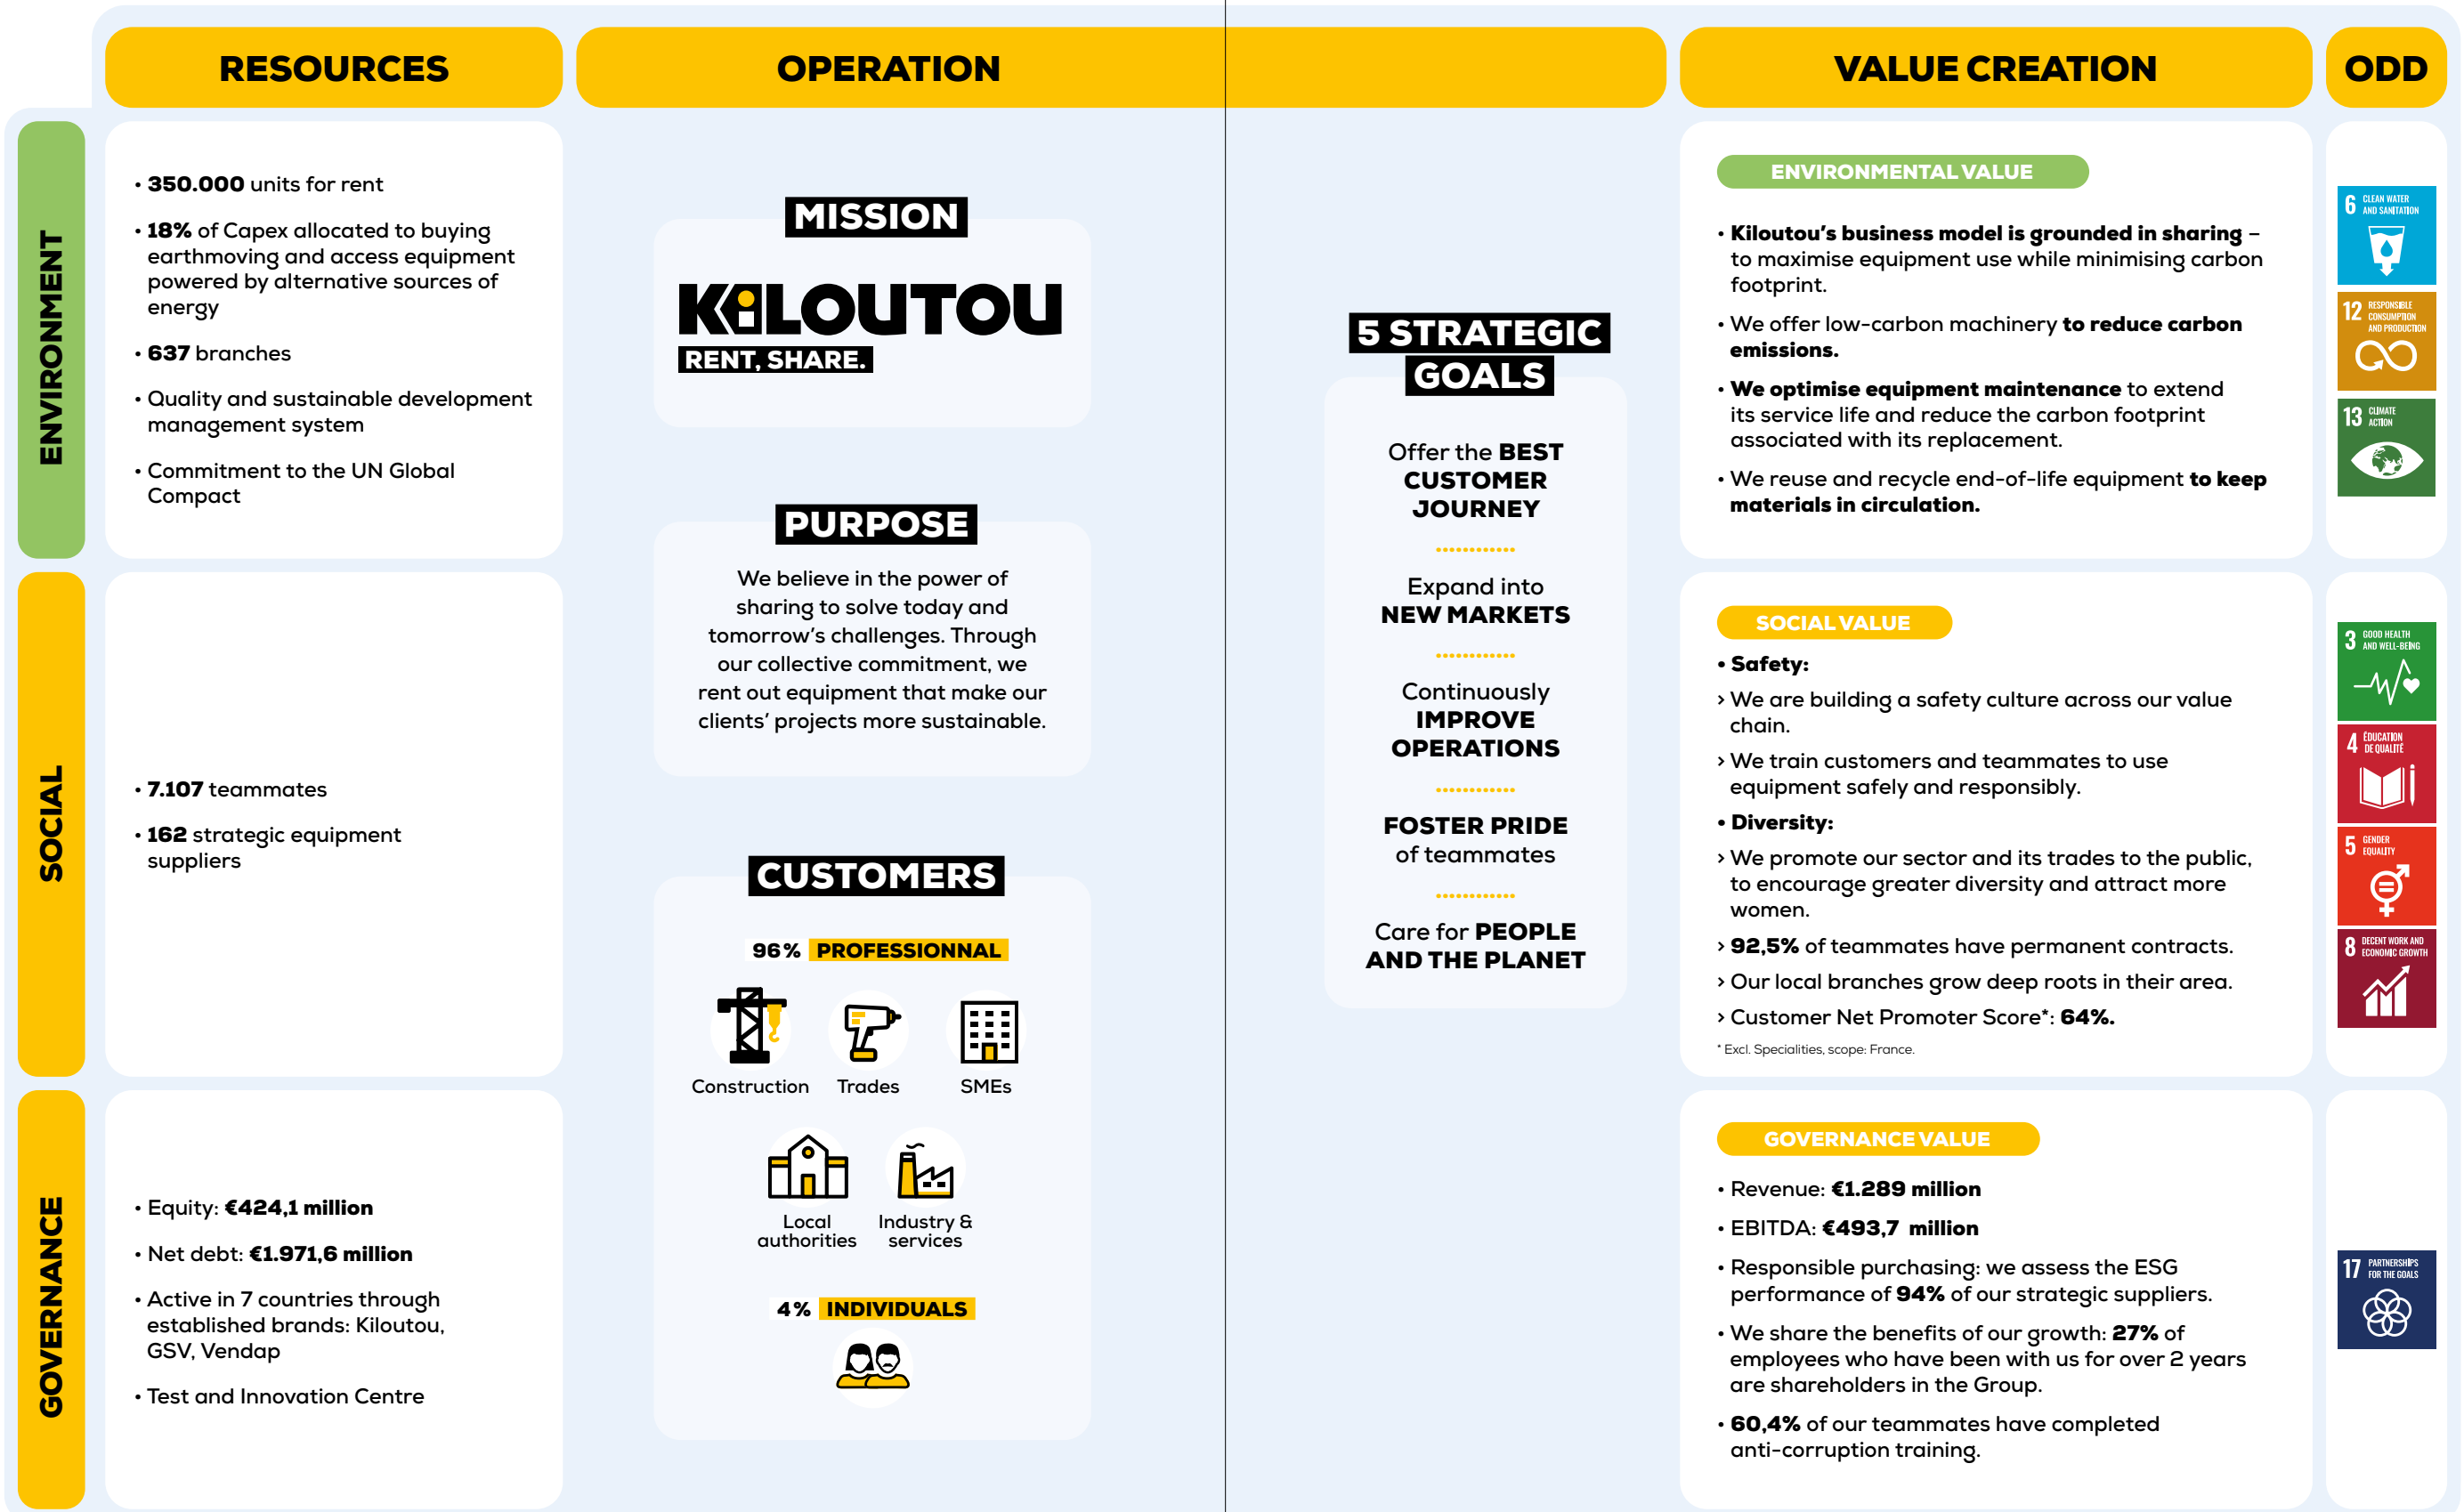 RESOURCES
OPERATION
VALUE CREATION
ODD
ENVIRONMENT
• 350.000 units for rent
• 18% of Capex allocated to buying
earthmoving and access equipment
powered by alternative sources of
energy
• 637 branches
• Quality and sustainable development
management system
• Commitment to the UN Global
Compact
SOCIAL
• 7.107 teammates
• 162 strategic equipment
suppliers
GOVERNANCE
• Equity: €424,1 million
• Net debt: €1.971,6 million
• Active in 7 countries through
established brands: Kiloutou,
GSV, Vendap
• Test and Innovation Centre
MISSION
KiLOUTOU
RENT, SHARE.
PURPOSE
We believe in the power of
sharing to solve today and
tomorrow's challenges. Through
our collective commitment, we
rent out equipment that make our
clients' projects more sustainable.
CUSTOMERS
96% PROFESSIONNAL
Construction
Trades
SMEs
Local
authorities
Industry &
services
4% INDIVIDUALS
5 STRATEGIC
GOALS
Offer the BEST
CUSTOMER
JOURNEY
Expand into
NEW MARKETS
Continuously
IMPROVE
OPERATIONS
FOSTER PRIDE
of teammates
Care for PEOPLE
AND THE PLANET
ENVIRONMENTAL VALUE
• Kiloutou's business model is grounded in sharing –
to maximise equipment use while minimising carbon
footprint.
• We offer low-carbon machinery to reduce carbon
emissions.
• We optimise equipment maintenance to extend
its service life and reduce the carbon footprint
associated with its replacement.
• We reuse and recycle end-of-life equipment to keep
materials in circulation.
SOCIAL VALUE
• Safety:
› We are building a safety culture across our value
chain.
› We train customers and teammates to use
equipment safely and responsibly.
• Diversity:
› We promote our sector and its trades to the public,
to encourage greater diversity and attract more
women.
› 92,5% of teammates have permanent contracts.
› Our local branches grow deep roots in their area.
› Customer Net Promoter Score*: 64%.
* Excl. Specialities, scope: France.
GOVERNANCE VALUE
• Revenue: €1.289 million
• EBITDA: €493,7 million
• Responsible purchasing: we assess the ESG
performance of 94% of our strategic suppliers.
• We share the benefits of our growth: 27% of
employees who have been with us for over 2 years
are shareholders in the Group.
• 60,4% of our teammates have completed
anti-corruption training.
6 CLEAN WATER
AND SANITATION
12 RESPONSIBLE
CONSUMPTION
AND PRODUCTION
13 CLIMATE
ACTION
3 GOOD HEALTH
AND WELL-BEING
4 ÉDUCATION
DE QUALITÉ
5 GENDER
EQUALITY
8 DECENT WORK AND
ECONOMIC GROWTH
17 PARTNERSHIPS
FOR THE GOALS